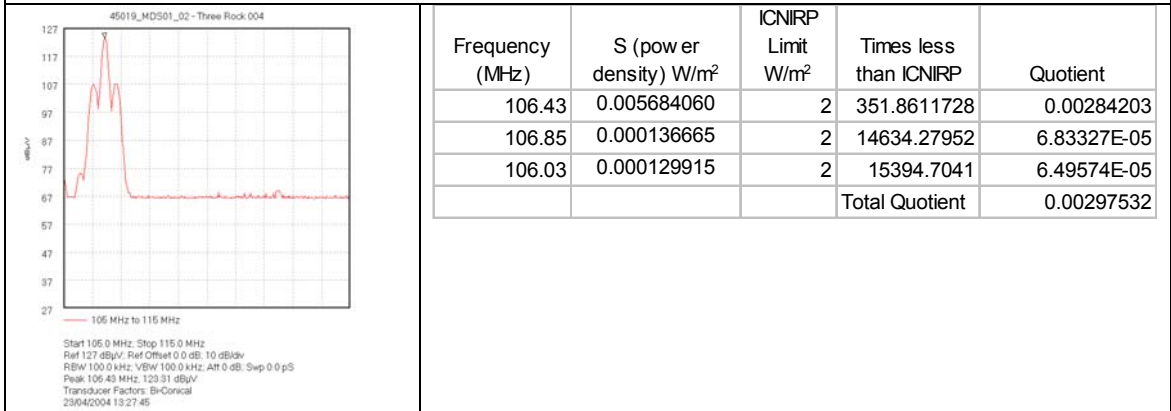 45019_MDS01_02 - Three Rock.004
127
117
107
97
87
77
67
57
47
37
27
dBµV
105 MHz to 115 MHz
Start 105.0 MHz; Stop 115.0 MHz
Ref 127 dBµV; Ref Offset 0.0 dB; 10 dB/div
RBW 100.0 kHz; VBW 100.0 kHz; Att 0 dB; Swp 0.0 pS
Peak 106.43 MHz, 123.31 dBµV
Transducer Factors: Bi-Conical
23/04/2004 13:27:45
Frequency (MHz) S (pow er density) W/m² ICNIRP Limit W/m² Times less than ICNIRP Quotient
106.43 0.005684060 2 351.8611728 0.00284203
106.85 0.000136665 2 14634.27952 6.83327E-05
106.03 0.000129915 2 15394.7041 6.49574E-05
Total Quotient 0.00297532